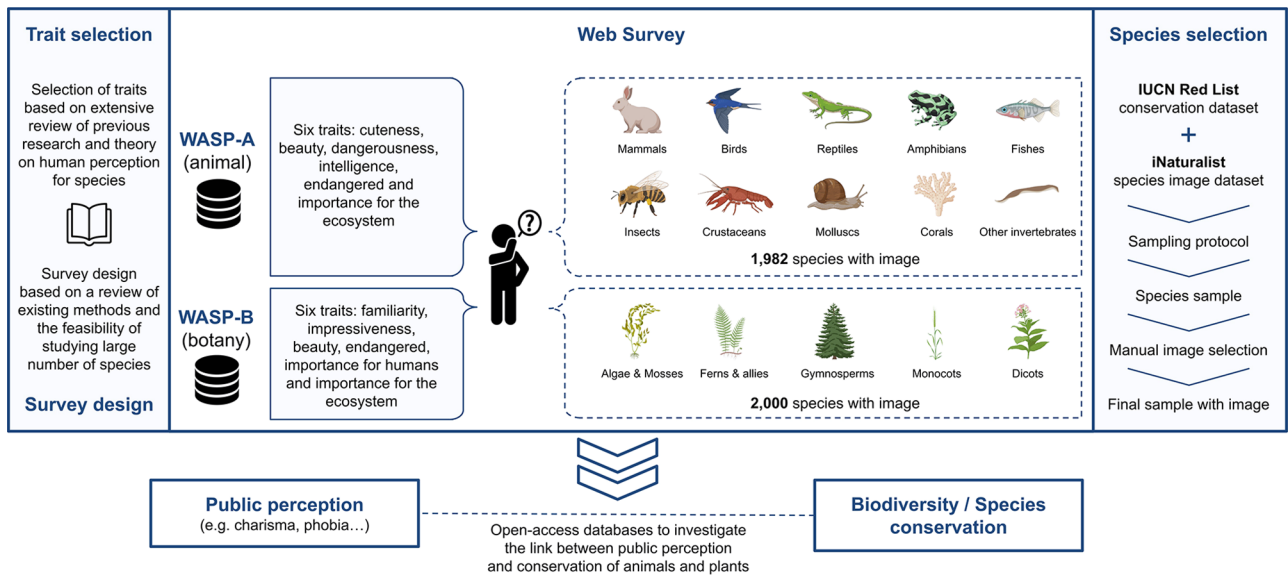 Trait selection
Selection of traits
based on extensive
review of previous
research and theory
on human perception
for species
Survey design
based on a review of
existing methods and
the feasibility of
studying large
number of species
Survey design
Web Survey
WASP-A
(animal)
Six traits: cuteness,
beauty, dangerousness,
intelligence,
endangered and
importance for the
ecosystem
?
Mammals
Birds
Reptiles
Amphibians
Fishes
Insects
Crustaceans
Molluscs
Corals
Other invertebrates
1,982 species with image
WASP-B
(botany)
Six traits: familiarity,
impressiveness,
beauty, endangered,
importance for humans
and importance for the
ecosystem
Algae & Mosses
Ferns & allies
Gymnosperms
Monocots
Dicots
2,000 species with image
Species selection
IUCN Red List
conservation dataset
+
iNaturalist
species image dataset
Sampling protocol
Species sample
Manual image selection
Final sample with image
Public perception
(e.g. charisma, phobia…)
Open-access databases to investigate
the link between public perception
and conservation of animals and plants
Biodiversity / Species
conservation